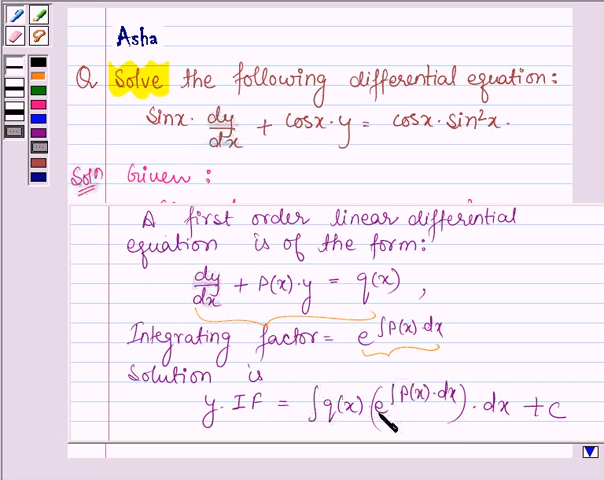 Asha
Q Solve the following differential equation:
sinx · dy/dx + cosx · y = cosx · sin²x.
Solⁿ Given :
A first order linear differential
equation is of the form:
dy/dx + P(x)·y = q(x) ,
Integrating factor = e^∫P(x)·dx
Solution is
y. IF = ∫q(x)·(e^∫P(x)·dx) · dx + C